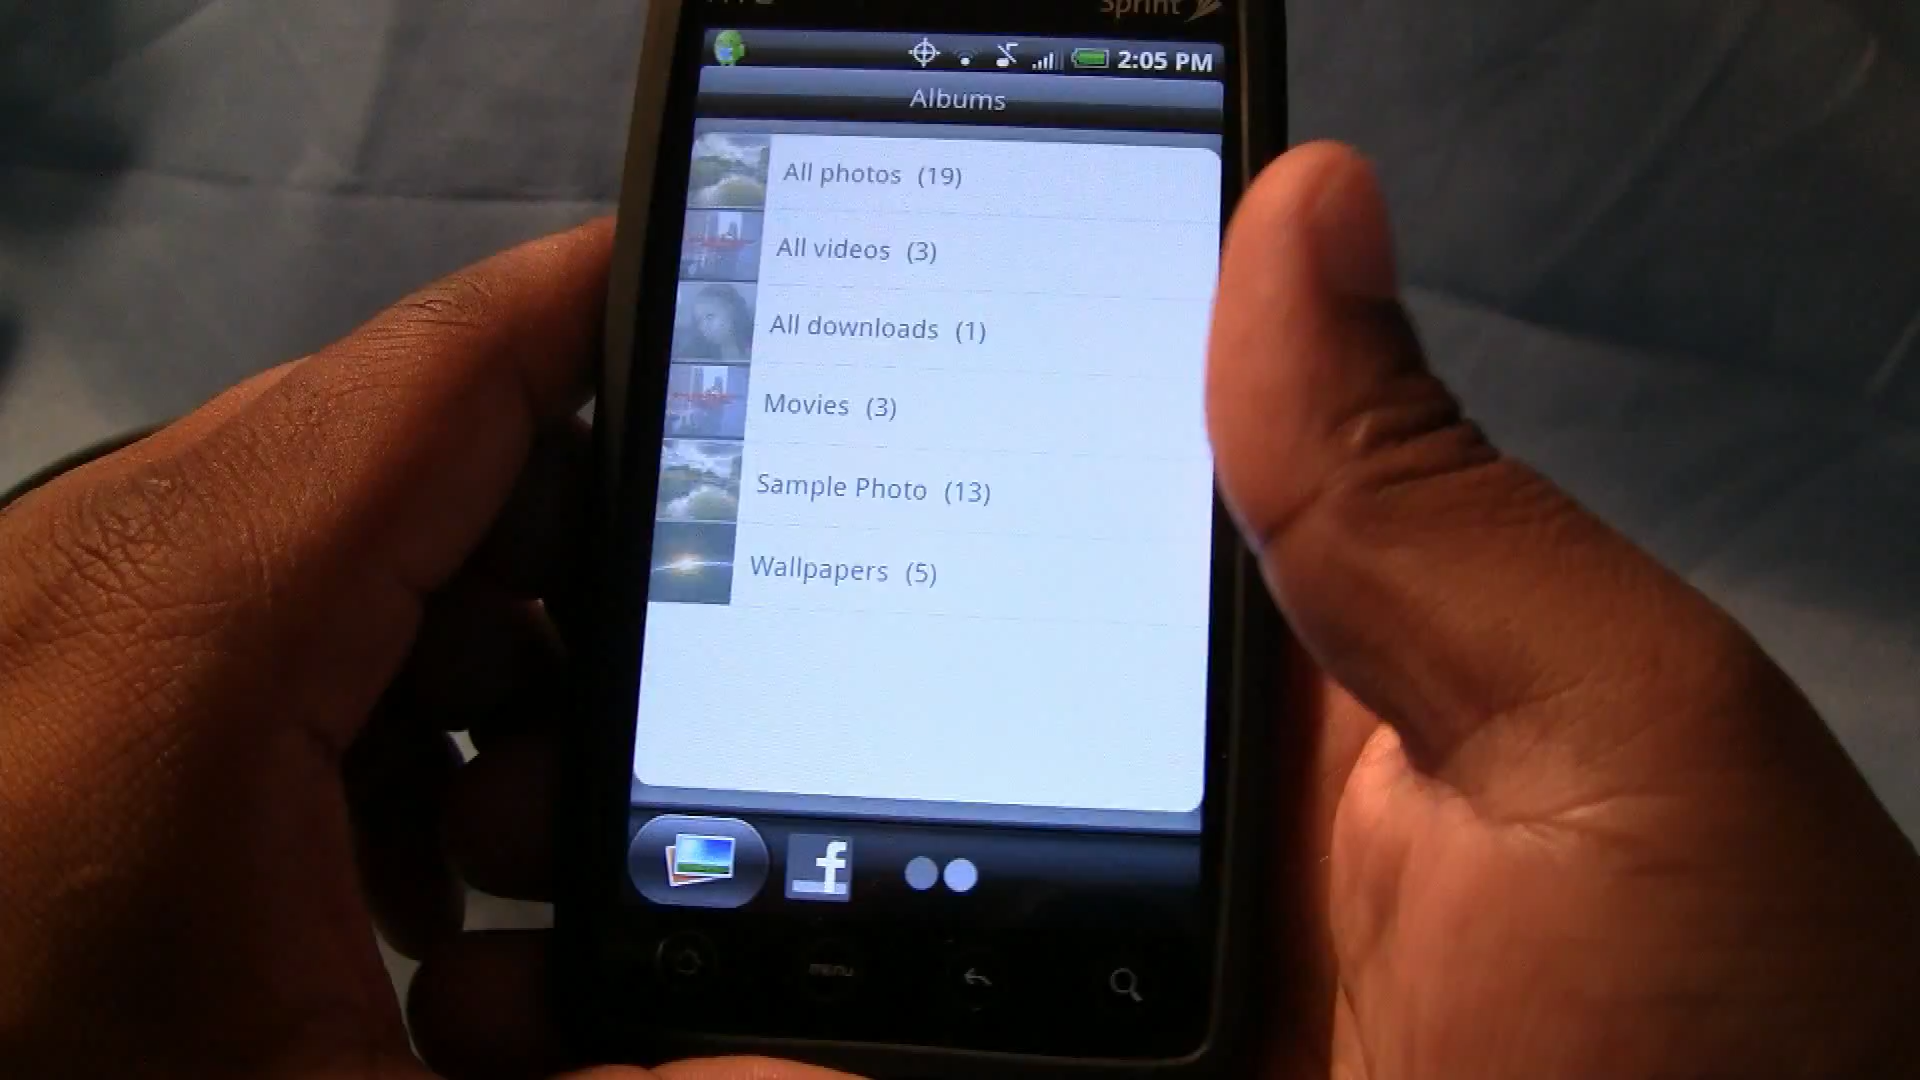 Sprint
2:05 PM
Albums
All photos (19)
All videos (3)
All downloads (1)
Movies (3)
Sample Photo (13)
Wallpapers (5)
f
menu